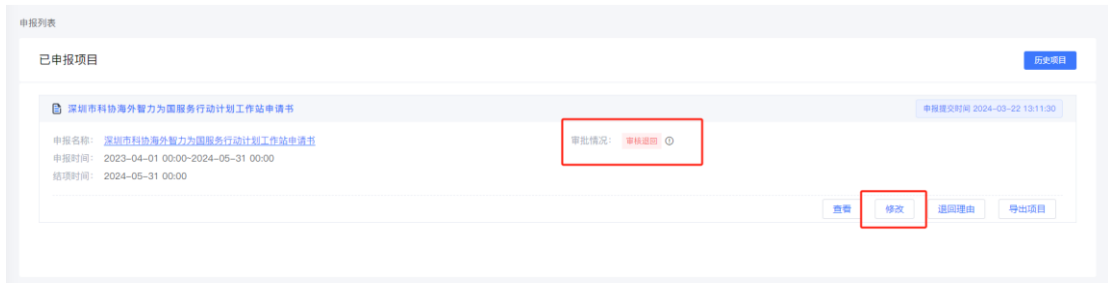 申报列表
已申报项目
历史项目
深圳市科协海外智力为国服务行动计划工作站申请书
申报提交时间 2024-03-22 13:11:30
申报名称： 深圳市科协海外智力为国服务行动计划工作站申请书
审批情况： 审核退回
申报时间： 2023-04-01 00:00~2024-05-31 00:00
结项时间： 2024-05-31 00:00
查看 修改 退回理由 导出项目